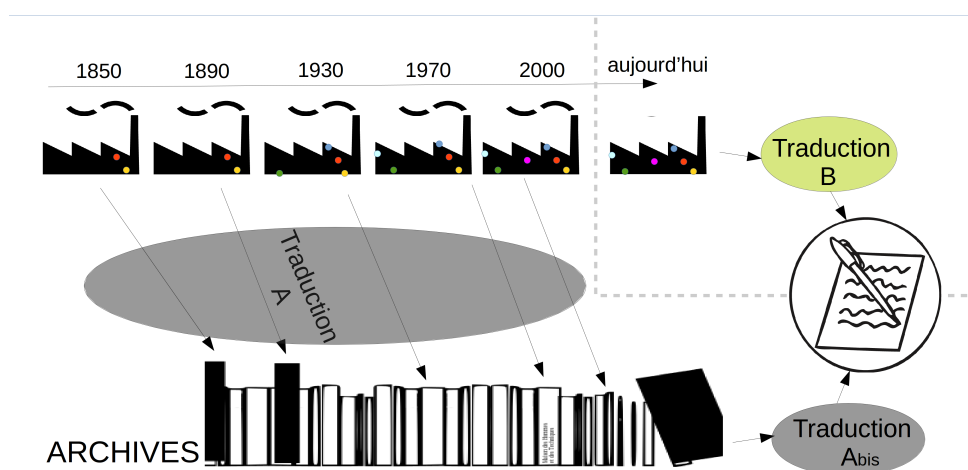 1850
1890
1930
1970
2000
aujourd'hui
Traduction
B
Traduction
A
ARCHIVES
Traduction
Abis